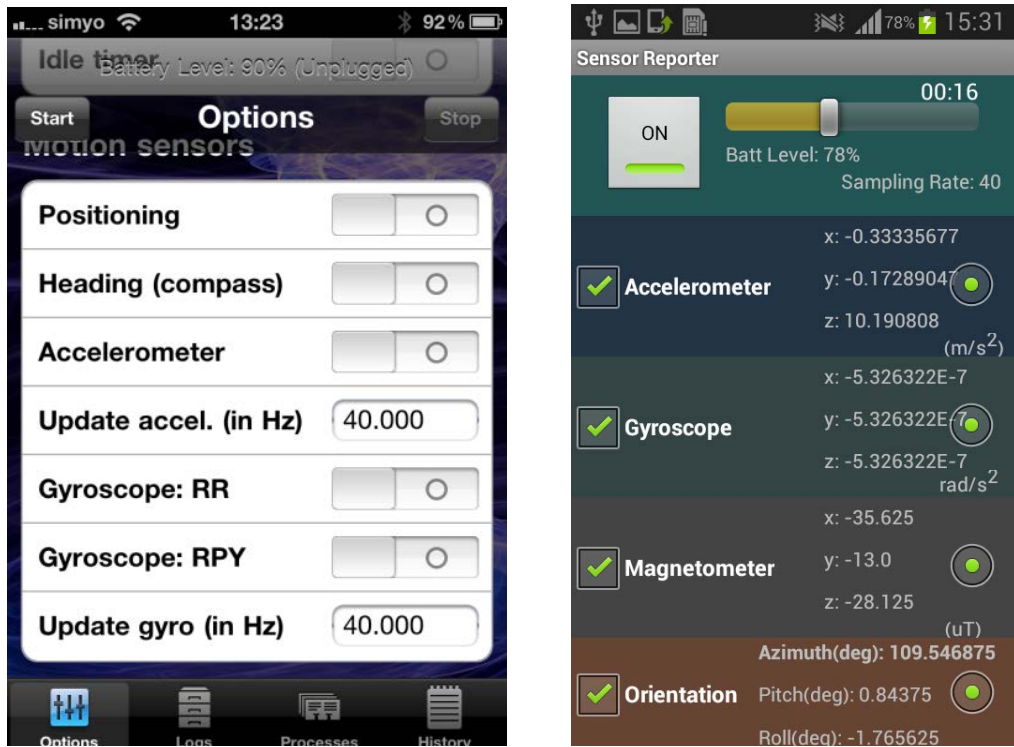 simyo 13:23 92%
Idle timer
Battery Level: 90% (Unplugged)
Start Options Stop
Motion sensors
Positioning
Heading (compass)
Accelerometer
Update accel. (in Hz) 40.000
Gyroscope: RR
Gyroscope: RPY
Update gyro (in Hz) 40.000
Options Logs Processes History
78% 15:31
Sensor Reporter
00:16
ON
Batt Level: 78%
Sampling Rate: 40
x: -0.33335677
Accelerometer y: -0.1728904
z: 10.190808
(m/s²)
x: -5.326322E-7
Gyroscope y: -5.326322E-7
z: -5.326322E-7
rad/s²
x: -35.625
Magnetometer y: -13.0
z: -28.125
(uT)
Azimuth(deg): 109.546875
Orientation Pitch(deg): 0.84375
Roll(deg): -1.765625